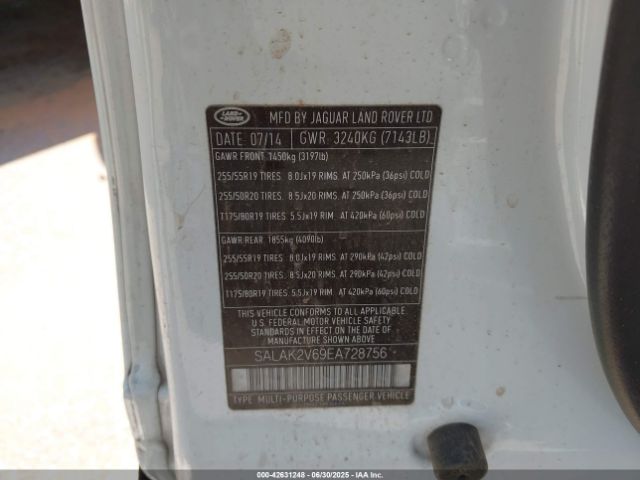 LAND ROVER
MFD BY JAGUAR LAND ROVER LTD
DATE 07/14 GWR 3240KG (7143LB)
GAWR FRONT 1450kg (3197lb)
255/55R19 TIRES 8.0Jx19 RIMS AT 250kPa (36psi) COLD
255/50R20 TIRES 8.5Jx20 RIMS AT 250kPa (36psi) COLD
T175/80R19 TIRES 5.5Jx19 RIM AT 420kPa (60psi) COLD
GAWR REAR 1855kg (4090lb)
255/55R19 TIRES 8.0Jx19 RIMS AT 290kPa (42psi) COLD
255/50R20 TIRES 8.5Jx20 RIMS AT 290kPa (42psi) COLD
T175/80R19 TIRES 5.5Jx19 RIM AT 420kPa (60psi) COLD
THIS VEHICLE CONFORMS TO ALL APPLICABLE
U.S. FEDERAL MOTOR VEHICLE SAFETY
STANDARDS IN EFFECT ON THE DATE OF
MANUFACTURE SHOWN ABOVE
SALAK2V69EA728756
TYPE MULTI-PURPOSE PASSENGER VEHICLE
000-42631248 - 06/30/2025 - IAAI.COM